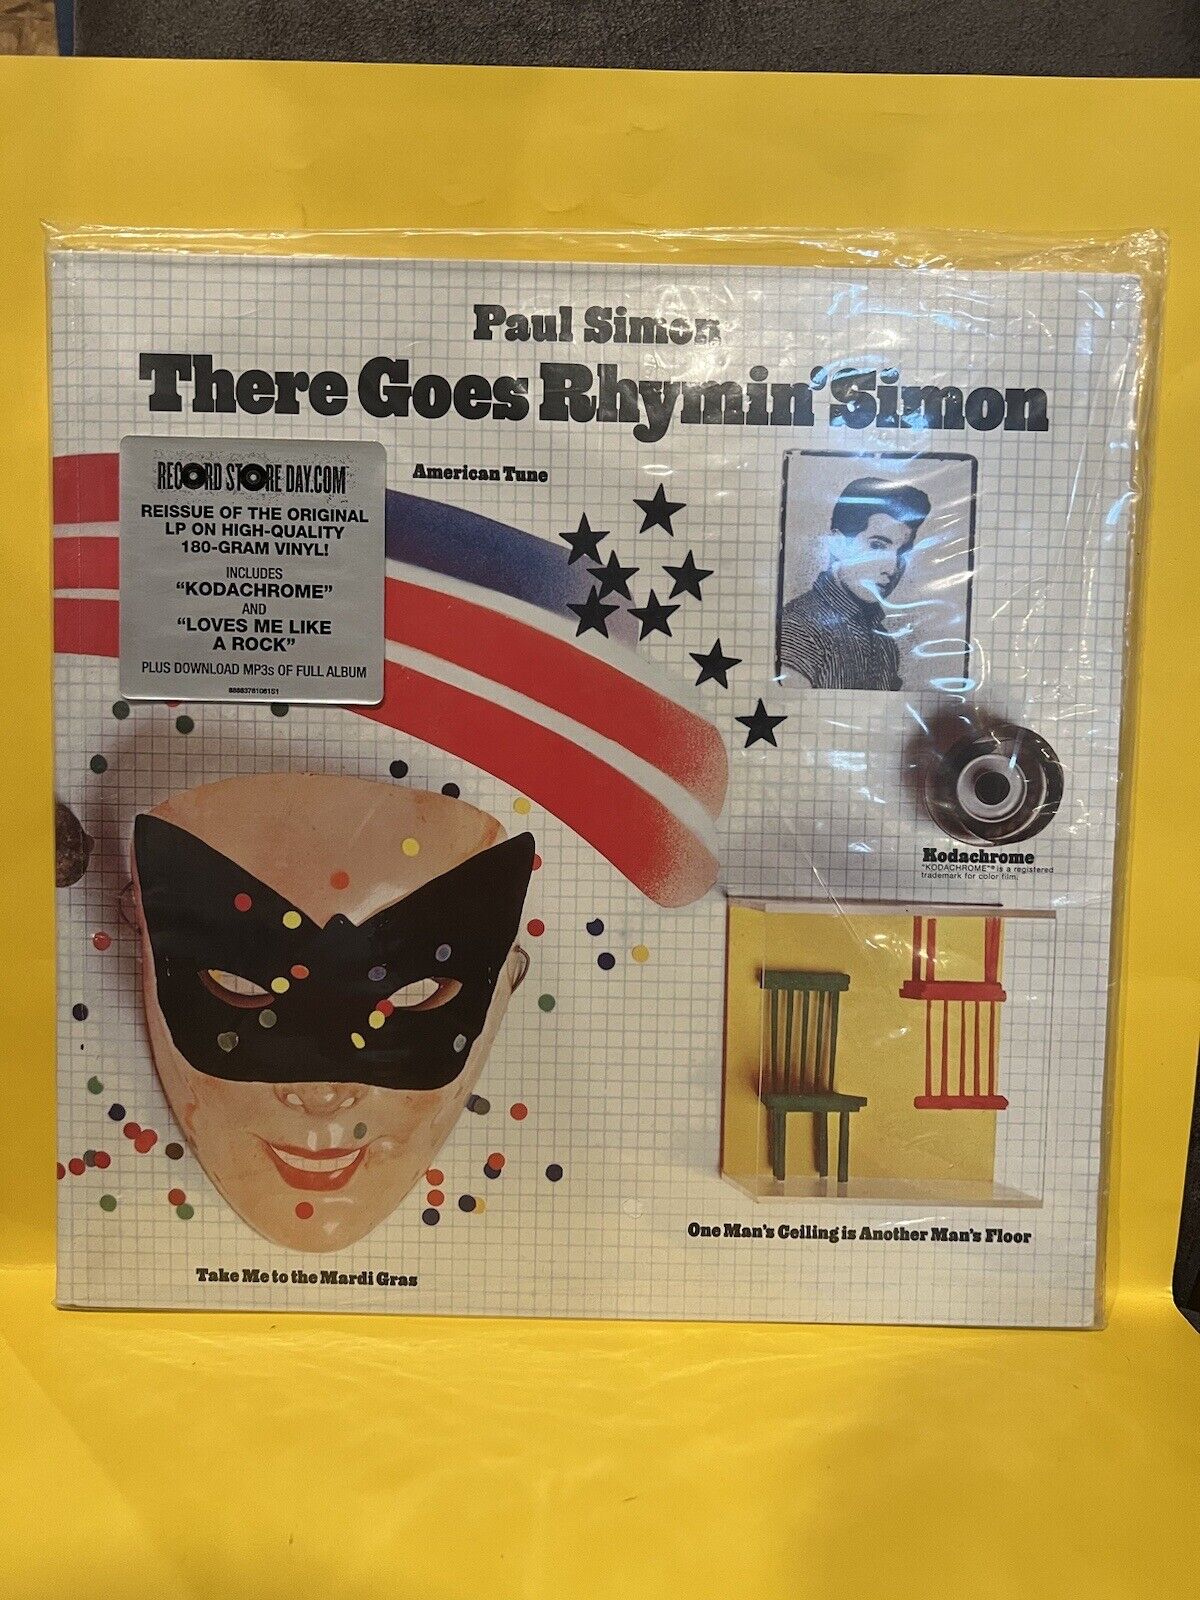 Paul Simon
There Goes Rhymin' Simon
RECORD STORE DAY.COM
REISSUE OF THE ORIGINAL
LP ON HIGH-QUALITY
180-GRAM VINYL!
INCLUDES
"KODACHROME"
AND
"LOVES ME LIKE
A ROCK"
PLUS DOWNLOAD MP3s OF FULL ALBUM
American Tune
Kodachrome
"KODACHROME"® is a registered
trademark for color film.
One Man's Ceiling is Another Man's Floor
Take Me to the Mardi Gras